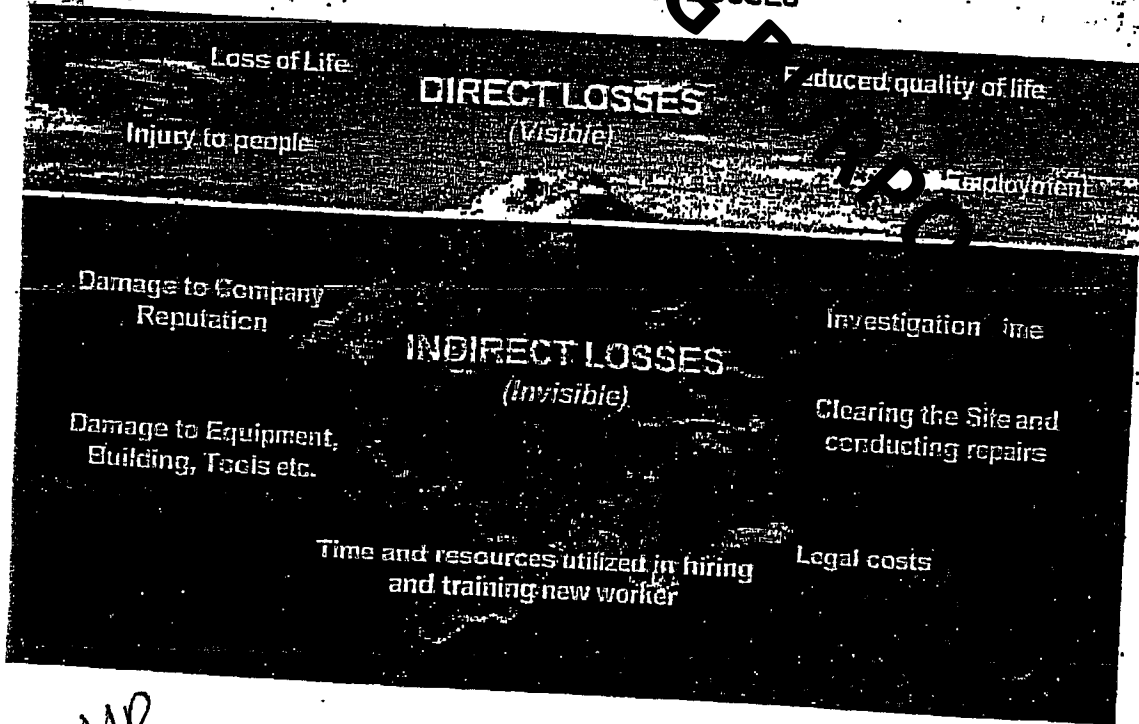 Loss of Life
DIRECT LOSSES
(Visible)
Reduced quality of life
Injury to people
Damage to Company
Reputation
INDIRECT LOSSES
(Invisible)
Investigation
Damage to Equipment,
Building, Tools etc.
Clearing the Site and
conducting repairs
Time and resources utilized in hiring
and training new worker
Legal costs